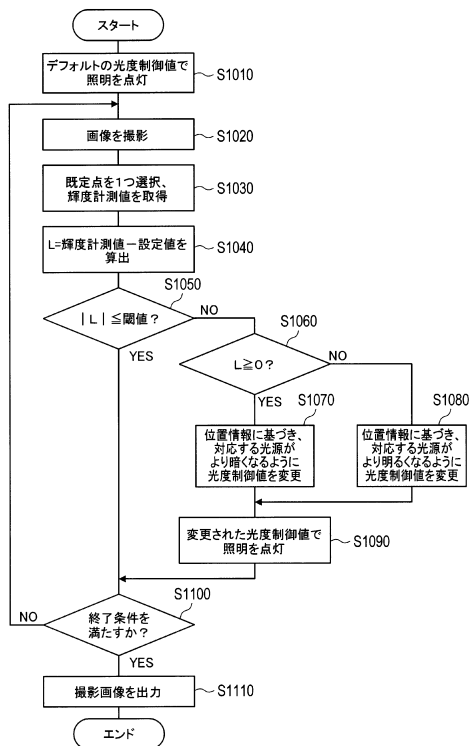 スタート
デフォルトの光度制御値で
照明を点灯
S1010
画像を撮影
S1020
既定点を1つ選択、
輝度計測値を取得
S1030
L=輝度計測値－設定値を
算出
S1040
S1050
|L|≦閾値?
NO
YES
S1060
L≧0?
NO
YES
S1070
位置情報に基づき、
対応する光源が
より暗くなるように
光度制御値を変更
S1080
位置情報に基づき、
対応する光源が
より明るくなるように
光度制御値を変更
変更された光度制御値で
照明を点灯
S1090
S1100
終了条件を
満たすか?
NO
YES
撮影画像を出力
S1110
エンド